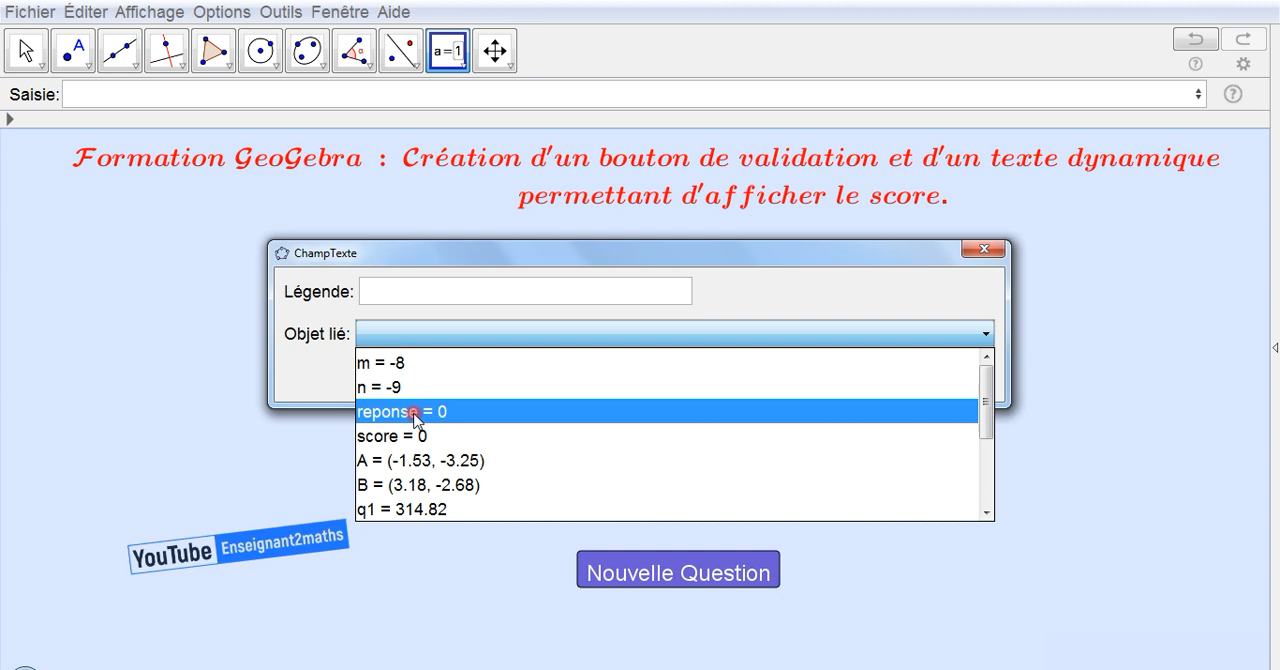 Fichier Éditer Affichage Options Outils Fenêtre Aide
A
a=1
Saisie:
Formation GeoGebra : Création d'un bouton de validation et d'un texte dynamique
permettant d'afficher le score.
ChampTexte
Légende:
Objet lié:
m = -8
n = -9
reponse = 0
score = 0
A = (-1.53, -3.25)
B = (3.18, -2.68)
q1 = 314.82
YouTube Enseignant2maths
Nouvelle Question